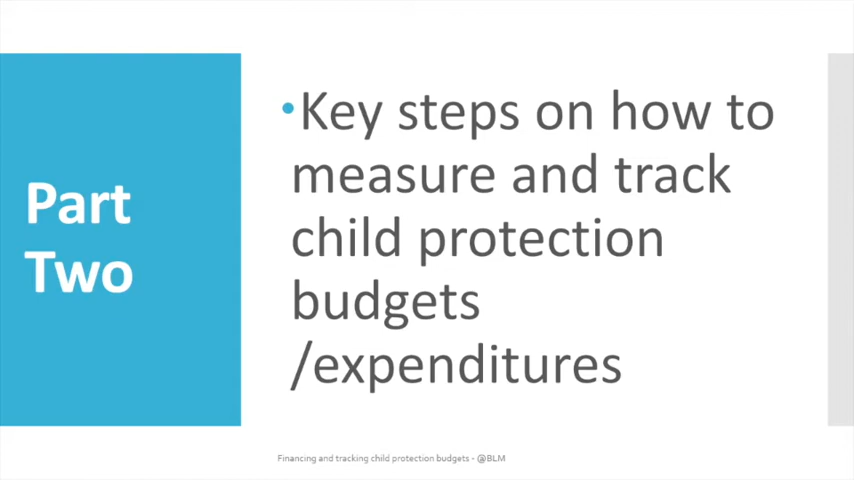 Part
Two
•Key steps on how to
measure and track
child protection
budgets
/expenditures
Financing and tracking child protection budgets - @BLM